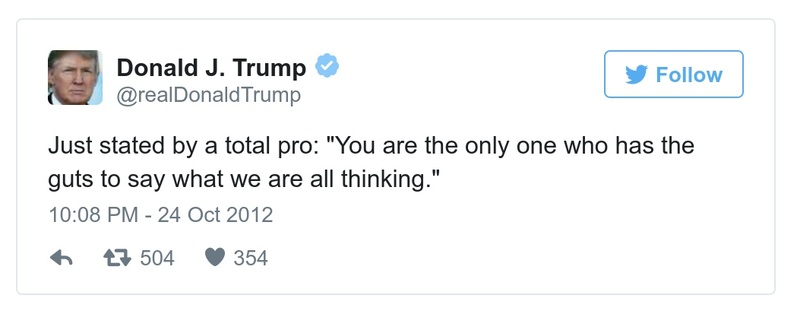 Donald J. Trump
@realDonaldTrump
Follow
Just stated by a total pro: "You are the only one who has the
guts to say what we are all thinking."
10:08 PM - 24 Oct 2012
504 354